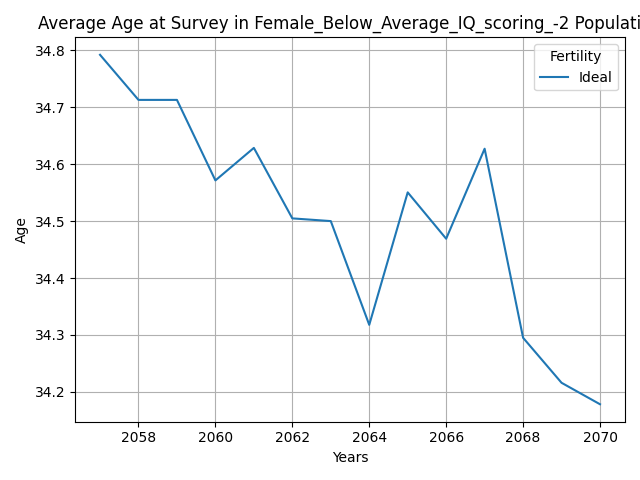 Average Age at Survey in Female_Below_Average_IQ_scoring_-2 Populati
Fertility
Ideal
34.8
34.7
34.6
34.5
34.4
34.3
34.2
Age
2058 2060 2062 2064 2066 2068 2070
Years